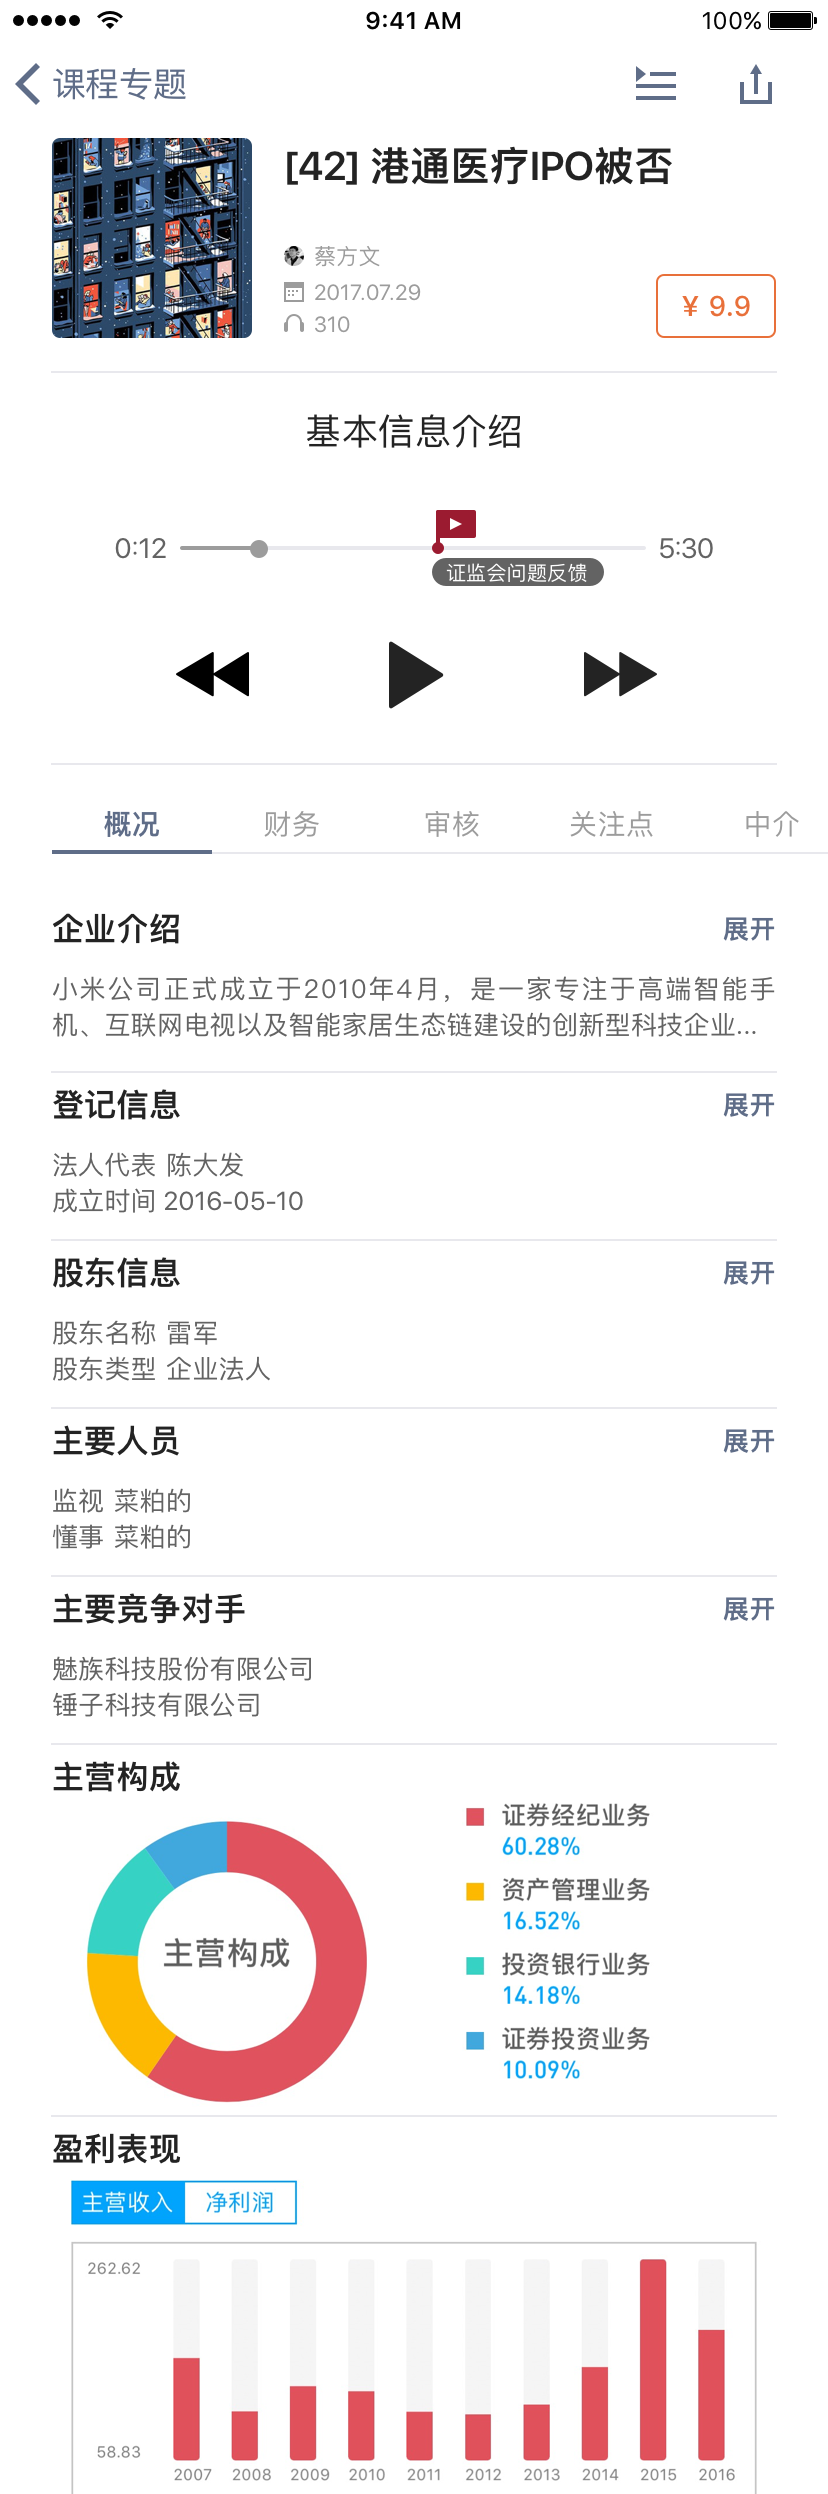 9:41 AM
100%
课程专题
[42] 港通医疗IPO被否
蔡方文
2017.07.29
310
¥ 9.9
基本信息介绍
0:12
5:30
证监会问题反馈
概况 财务 审核 关注点 中介
企业介绍 展开
小米公司正式成立于2010年4月，是一家专注于高端智能手
机、互联网电视以及智能家居生态链建设的创新型科技企业...
登记信息 展开
法人代表 陈大发
成立时间 2016-05-10
股东信息 展开
股东名称 雷军
股东类型 企业法人
主要人员 展开
监视 菜粕的
懂事 菜粕的
主要竞争对手 展开
魅族科技股份有限公司
锤子科技有限公司
主营构成
主营构成
证券经纪业务
60.28%
资产管理业务
16.52%
投资银行业务
14.18%
证券投资业务
10.09%
盈利表现
主营收入 净利润
262.62
58.83
2007 2008 2009 2010 2011 2012 2013 2014 2015 2016